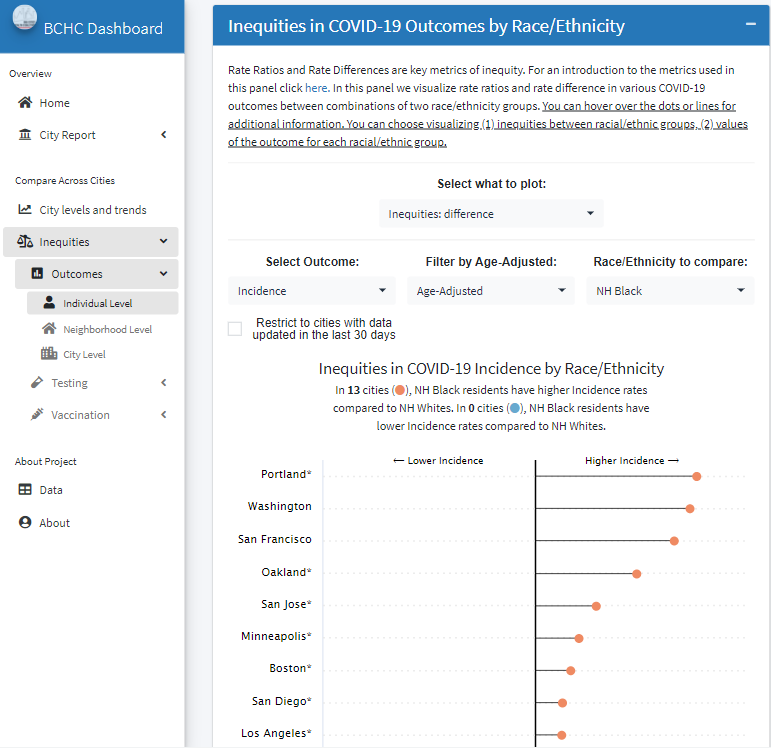 BCHC Dashboard
Overview
Home
City Report
Compare Across Cities
City levels and trends
Inequities
Outcomes
Individual Level
Neighborhood Level
City Level
Testing
Vaccination
About Project
Data
About
Inequities in COVID-19 Outcomes by Race/Ethnicity
Rate Ratios and Rate Differences are key metrics of inequity. For an introduction to the metrics used in
this panel click here. In this panel we visualize rate ratios and rate difference in various COVID-19
outcomes between combinations of two race/ethnicity groups. You can hover over the dots or lines for
additional information. You can choose visualizing (1) inequities between racial/ethnic groups, (2) values
of the outcome for each racial/ethnic group.
Select what to plot:
Inequities: difference
Select Outcome: Filter by Age-Adjusted: Race/Ethnicity to compare:
Incidence Age-Adjusted NH Black
Restrict to cities with data
updated in the last 30 days
Inequities in COVID-19 Incidence by Race/Ethnicity
In 13 cities (●), NH Black residents have higher Incidence rates
compared to NH Whites. In 0 cities (●), NH Black residents have
lower Incidence rates compared to NH Whites.
← Lower Incidence Higher Incidence →
Portland*
Washington
San Francisco
Oakland*
San Jose*
Minneapolis*
Boston*
San Diego*
Los Angeles*